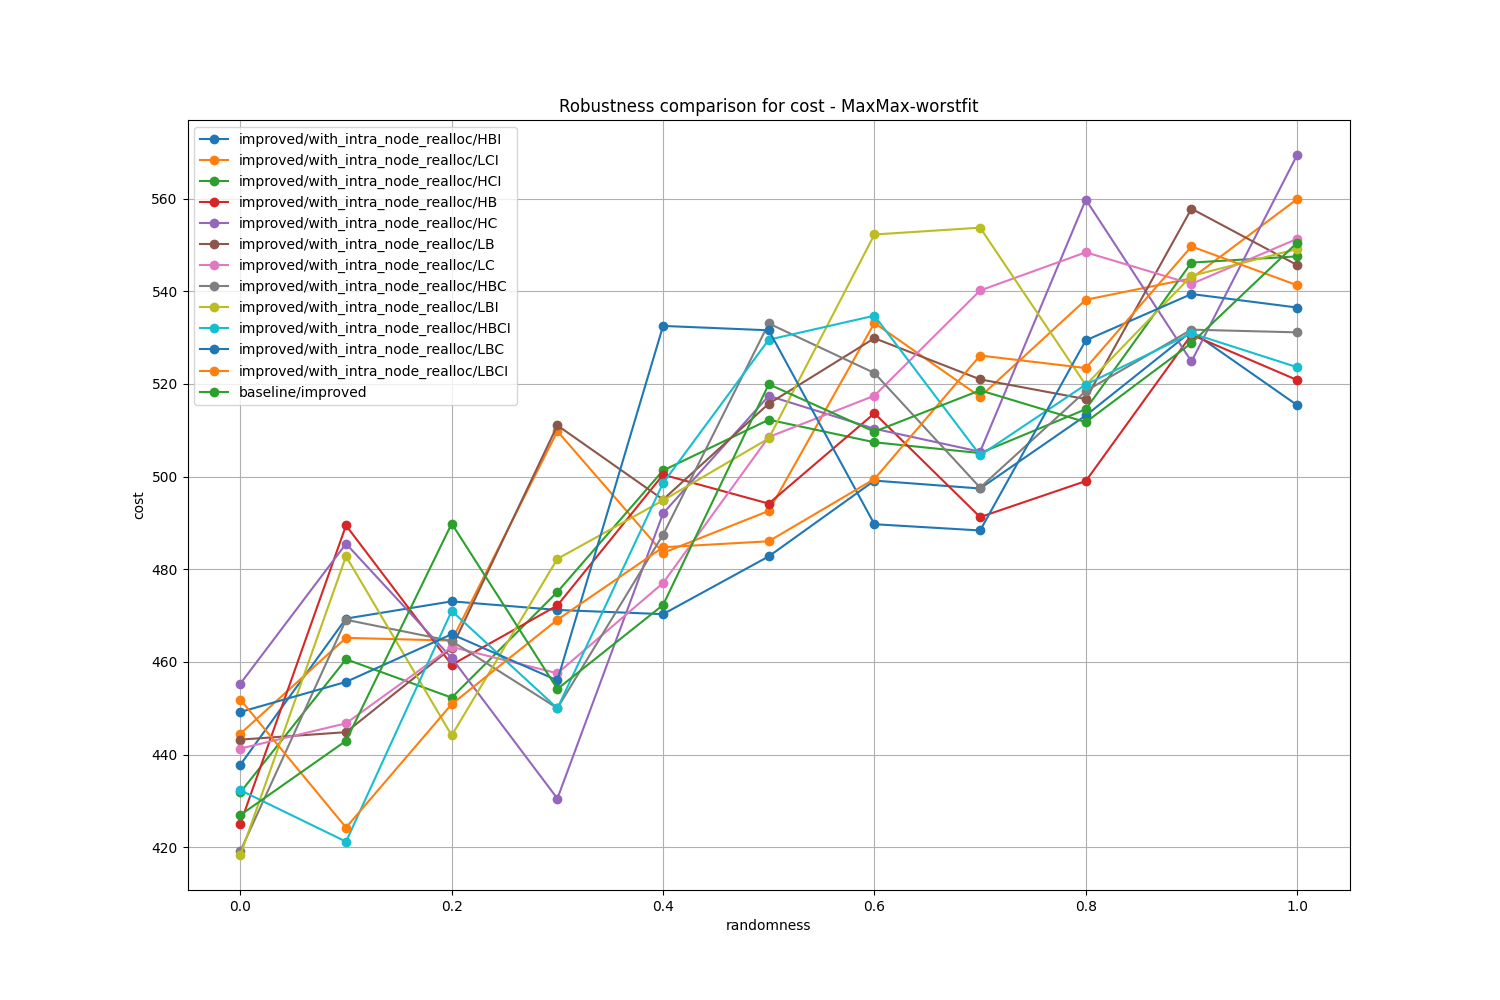 Robustness comparison for cost - MaxMax-worstfit
improved/with_intra_node_realloc/HBI
improved/with_intra_node_realloc/LCI
improved/with_intra_node_realloc/HCI
improved/with_intra_node_realloc/HB
improved/with_intra_node_realloc/HC
improved/with_intra_node_realloc/LB
improved/with_intra_node_realloc/LC
improved/with_intra_node_realloc/HBC
improved/with_intra_node_realloc/LBI
improved/with_intra_node_realloc/HBCI
improved/with_intra_node_realloc/LBC
improved/with_intra_node_realloc/LBCI
baseline/improved
560
540
520
500
480
460
440
420
cost
0.0 0.2 0.4 0.6 0.8 1.0
randomness